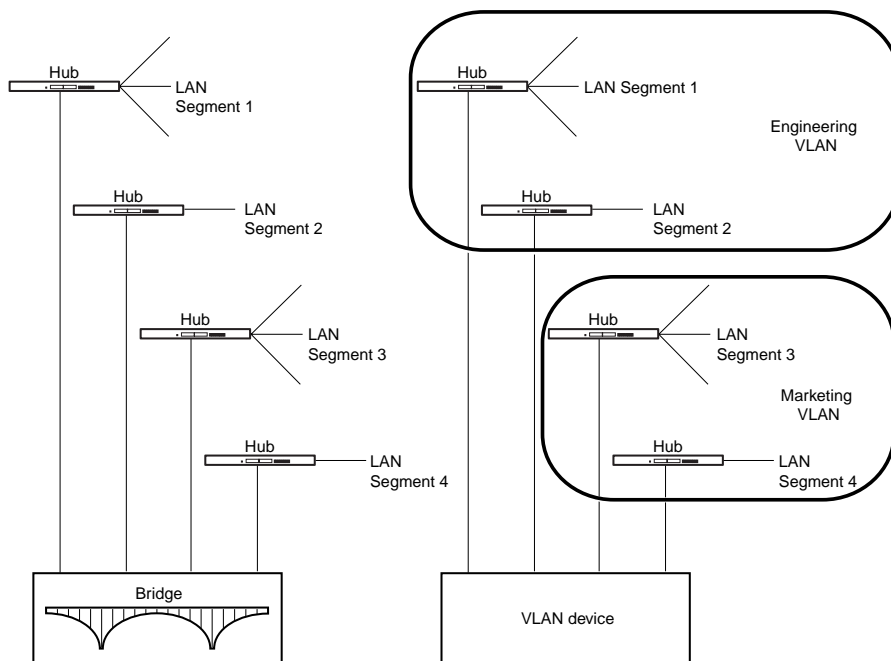 Hub
LAN
Segment 1
Hub
LAN
Segment 2
Hub
LAN
Segment 3
Hub
LAN
Segment 4
Bridge
Hub
LAN Segment 1
Engineering
VLAN
Hub
LAN
Segment 2
Hub
LAN
Segment 3
Marketing
VLAN
Hub
LAN
Segment 4
VLAN device